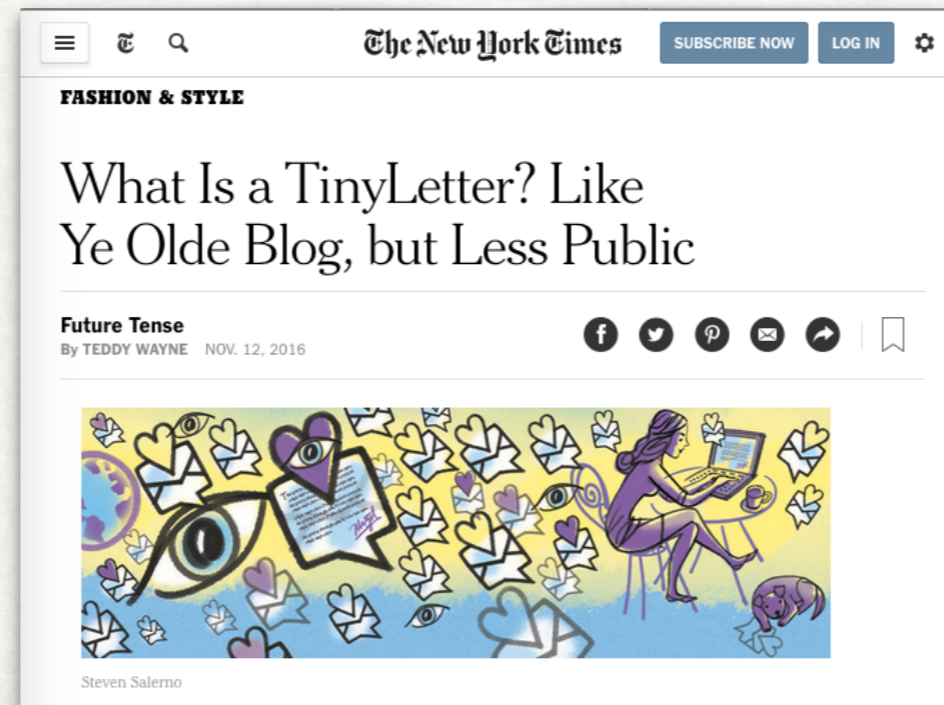 The New York Times
SUBSCRIBE NOW
LOG IN
FASHION & STYLE
What Is a TinyLetter? Like
Ye Olde Blog, but Less Public
Future Tense
By TEDDY WAYNE NOV. 12, 2016
Steven Salerno